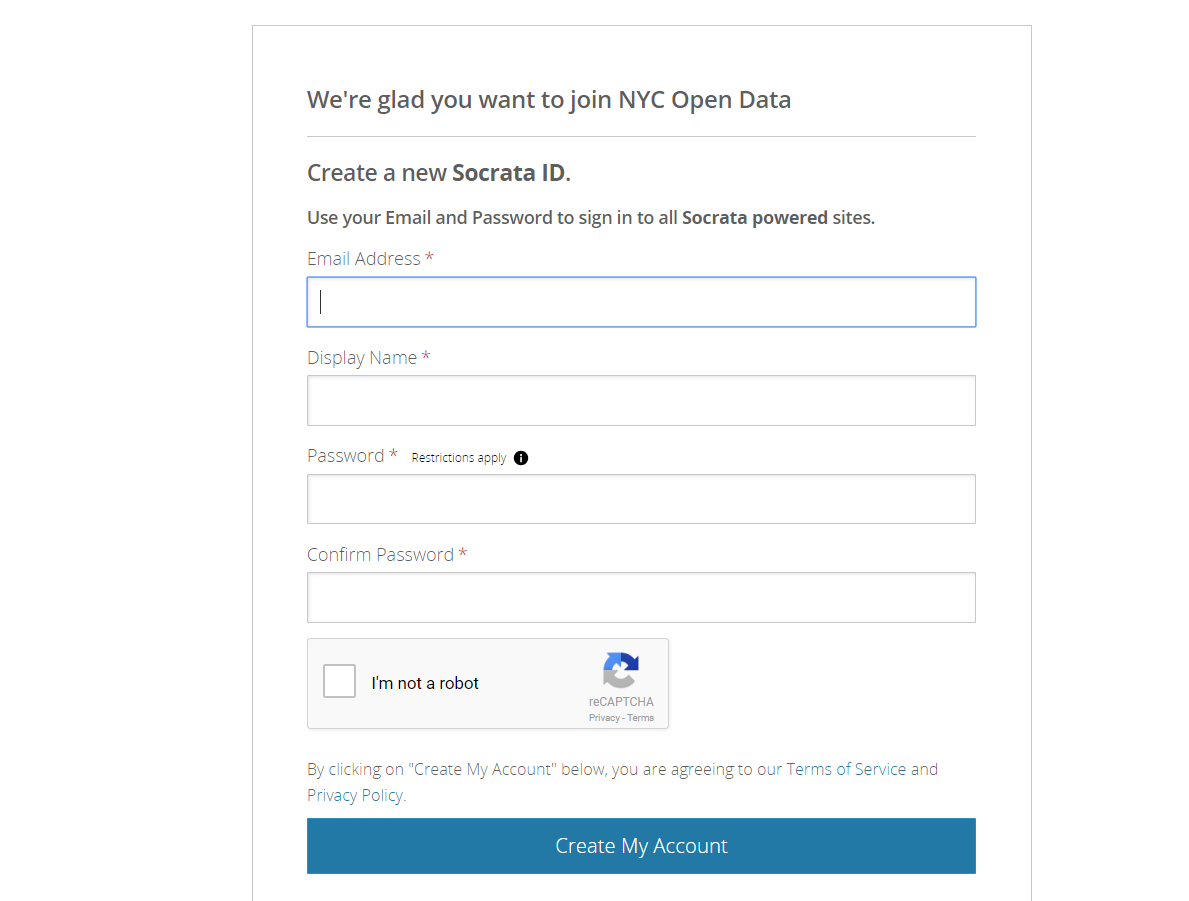 We're glad you want to join NYC Open Data
Create a new Socrata ID.
Use your Email and Password to sign in to all Socrata powered sites.
Email Address *
Display Name *
Password * Restrictions apply i
Confirm Password *
I'm not a robot
reCAPTCHA
Privacy - Terms
By clicking on "Create My Account" below, you are agreeing to our Terms of Service and
Privacy Policy.
Create My Account